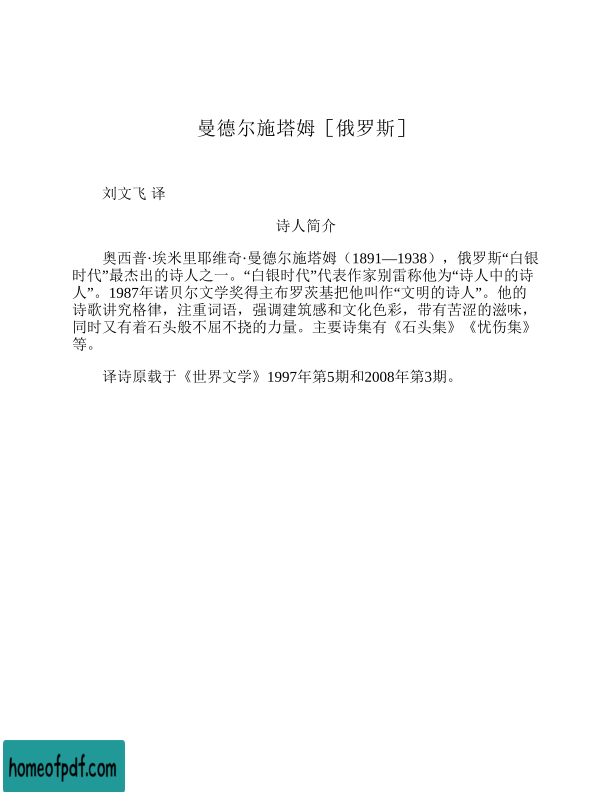 曼德尔施塔姆［俄罗斯］
刘文飞 译
诗人简介
奥西普·埃米里耶维奇·曼德尔施塔姆（1891—1938），俄罗斯“白银
时代”最杰出的诗人之一。“白银时代”代表作家别雷称他为“诗人中的诗
人”。1987年诺贝尔文学奖得主布罗茨基把他叫作“文明的诗人”。他的
诗歌讲究格律，注重词语，强调建筑感和文化色彩，带有苦涩的滋味，
同时又有着石头般不屈不挠的力量。主要诗集有《石头集》《忧伤集》
等。
译诗原载于《世界文学》1997年第5期和2008年第3期。
homeofpdf.com